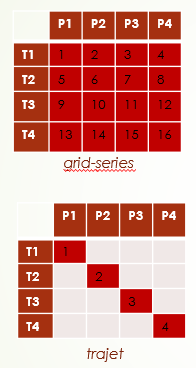 P1 P2 P3 P4
T1 1 2 3 4
T2 5 6 7 8
T3 9 10 11 12
T4 13 14 15 16
grid-series
P1 P2 P3 P4
T1 1
T2 2
T3 3
T4 4
trajet